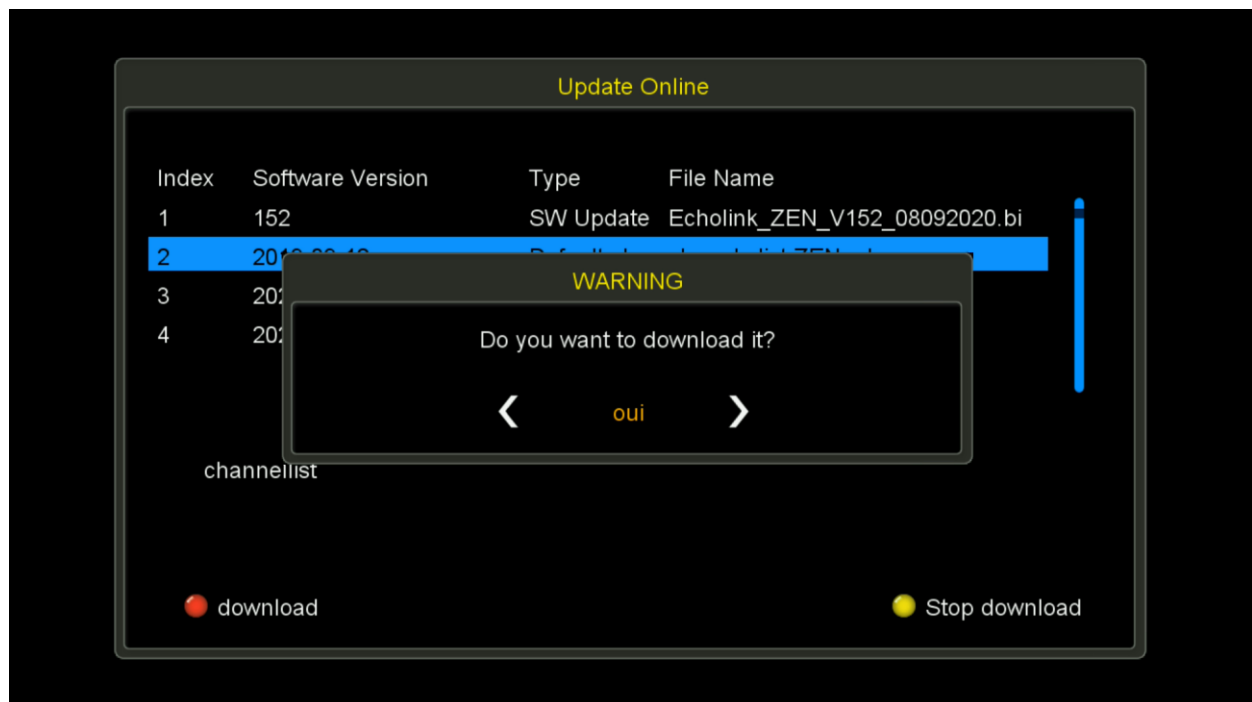 Update Online
Index Software Version Type File Name
1 152 SW Update Echolink_ZEN_V152_08092020.bi
2
3
4
WARNING
Do you want to download it?
oui
channellist
download Stop download